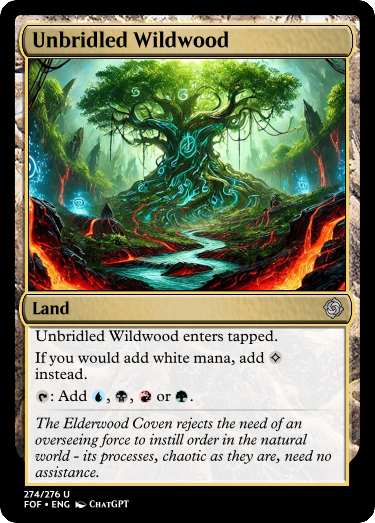 Unbridled Wildwood
Land
Unbridled Wildwood enters tapped.
If you would add white mana, add
instead.
: Add , , or .
The Elderwood Coven rejects the need of an
overseeing force to instill order in the natural
world - its processes, chaotic as they are, need no
assistance.
274/276 U
FOF • ENG ChatGPT